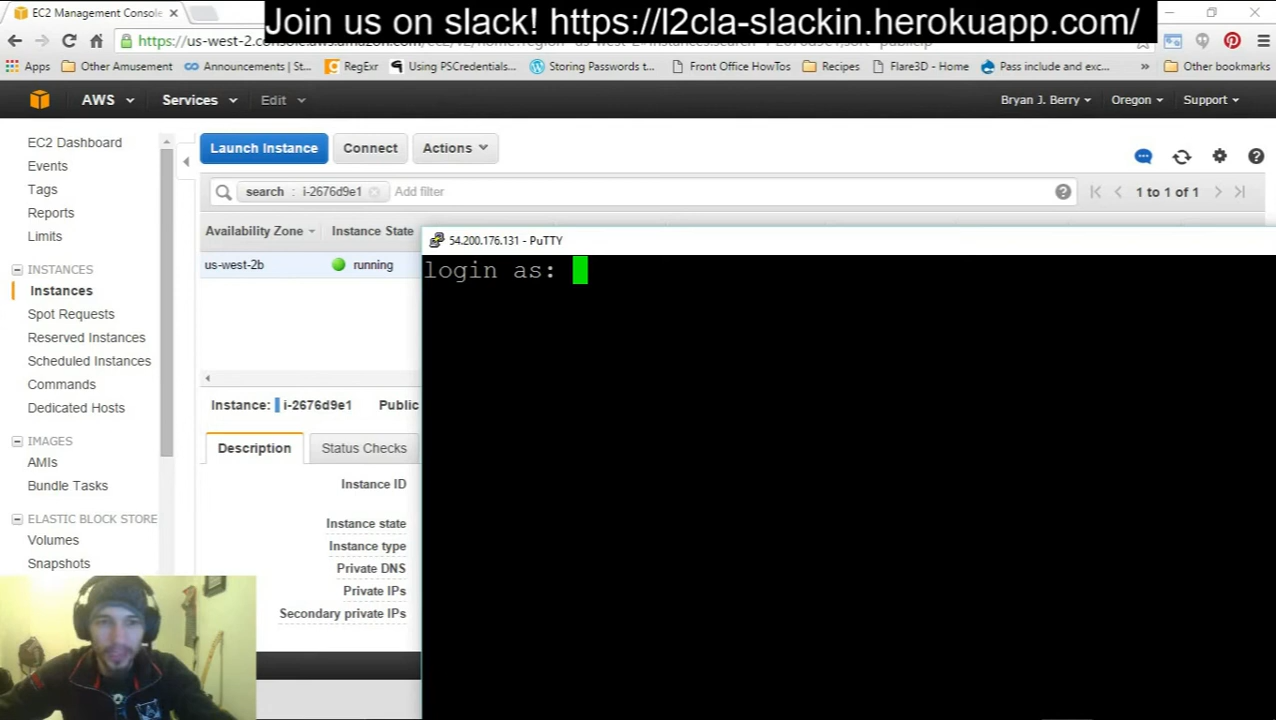 EC2 Management Console
Join us on slack! https://l2cla-slackin.herokuapp.com/
https://us-west-2.console.aws.amazon.com
Apps Other Amusement Announcements | St... RegExr Using PSCredentials... Storing Passwords t... Front Office HowTos Recipes Flare3D - Home Pass include and exc... » Other bookmarks
AWS Services Edit Bryan J. Berry Oregon Support
EC2 Dashboard
Events
Tags
Reports
Limits
INSTANCES
Instances
Spot Requests
Reserved Instances
Scheduled Instances
Commands
Dedicated Hosts
IMAGES
AMIs
Bundle Tasks
ELASTIC BLOCK STORE
Volumes
Snapshots
Launch Instance Connect Actions
search : i-2676d9e1 Add filter 1 to 1 of 1
Availability Zone Instance State
us-west-2b running
Instance: i-2676d9e1 Public
Description Status Checks
Instance ID
Instance state
Instance type
Private DNS
Private IPs
Secondary private IPs
54.200.176.131 - PuTTY
login as: